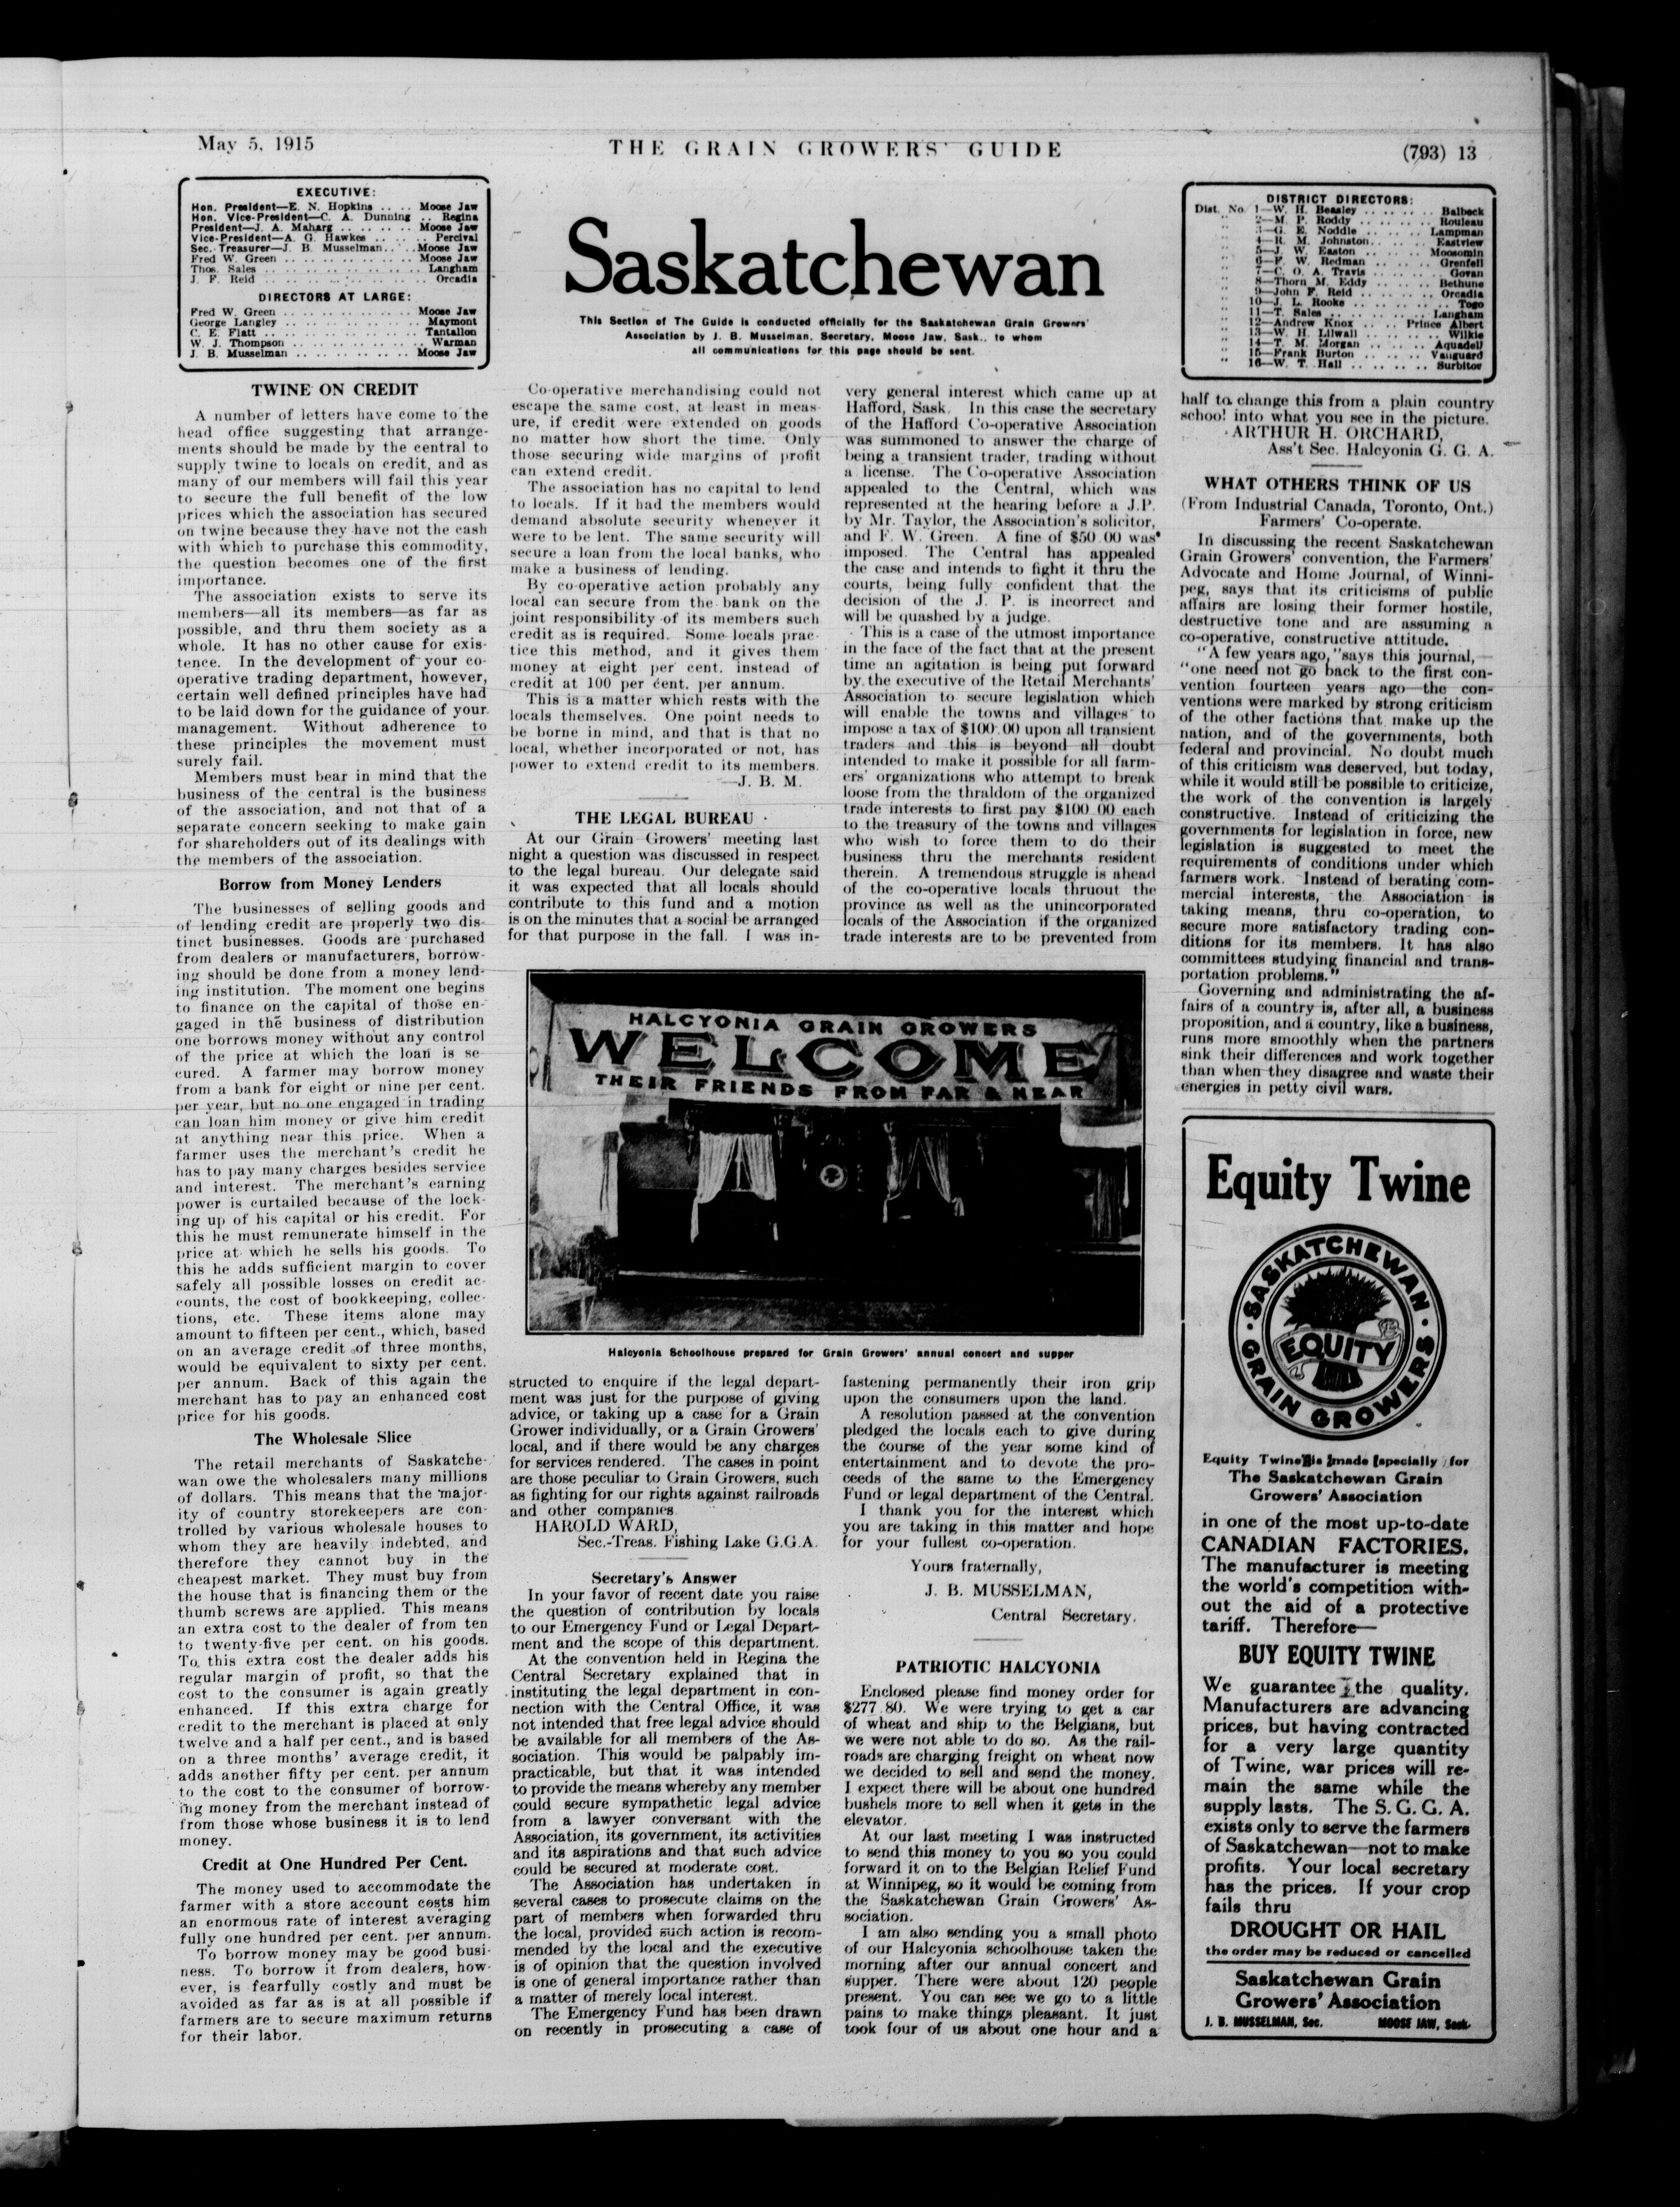 May 5, 1915
THE GRAIN GROWERS' GUIDE
(793) 13
EXECUTIVE:
Hon. President—E. N. Hopkins .. .. Moose Jaw
Hon. Vice-President—C. A. Dunning .. Regina
President—J. A. Maharg .. .. .. .. Moose Jaw
Vice-President—A. G. Hawkes .. .. .. Percival
Sec.-Treasurer—J. B. Musselman.. .. Moose Jaw
Fred W. Green .. .. .. .. .. .. .. Moose Jaw
Thos. Sales .. .. .. .. .. .. .. .. Langham
J. F. Reid .. .. .. .. .. .. .. .. Orcadia
DIRECTORS AT LARGE:
Fred W. Green .. .. .. .. .. .. .. Moose Jaw
George Langley .. .. .. .. .. .. .. Maymont
C. E. Flatt .. .. .. .. .. .. .. .. Tantallon
W. J. Thompson .. .. .. .. .. .. .. Warman
J. B. Musselman .. .. .. .. .. .. Moose Jaw
Saskatchewan
This Section of The Guide is conducted officially for the Saskatchewan Grain Growers'
Association by J. B. Musselman, Secretary, Moose Jaw, Sask., to whom
all communications for this page should be sent.
DISTRICT DIRECTORS:
Dist. No. 1—W. H. Beasley .. .. .. .. Balbeck
" 2—M. P. Roddy .. .. .. .. Rouleau
" 3—G. E. Noddle .. .. .. .. Lampman
" 4—R. M. Johnston.. .. .. Eastview
" 5—J. W. Easton .. .. .. Moosomin
" 6—F. W. Redman .. .. .. Grenfell
" 7—C. O. A. Travis .. .. .. Govan
" 8—Thorn M. Eddy .. .. .. Bethune
" 9—John F. Reid .. .. .. .. Orcadia
" 10—J. L. Rooke .. .. .. .. Togo
" 11—T. Sales .. .. .. .. .. Langham
" 12—Andrew Knox .. .. Prince Albert
" 13—W. H. Lilwall .. .. .. .. Wilkie
" 14—T. M. Morgan .. .. .. Aquadell
" 15—Frank Burton .. .. .. Vanguard
" 16—W. T. Hall .. .. .. .. Surbiton
TWINE ON CREDIT
A number of letters have come to the
head office suggesting that arrange-
ments should be made by the central to
supply twine to locals on credit, and as
many of our members will fail this year
to secure the full benefit of the low
prices which the association has secured
on twine because they have not the cash
with which to purchase this commodity,
the question becomes one of the first
importance.
The association exists to serve its
members—all its members—as far as
possible, and thru them society as a
whole. It has no other cause for exis-
tence. In the development of your co-
operative trading department, however,
certain well defined principles have had
to be laid down for the guidance of your
management. Without adherence to
these principles the movement must
surely fail.
Members must bear in mind that the
business of the central is the business
of the association, and not that of a
separate concern seeking to make gain
for shareholders out of its dealings with
the members of the association.
Borrow from Money Lenders
The businesses of selling goods and
of lending credit are properly two dis-
tinct businesses. Goods are purchased
from dealers or manufacturers, borrow-
ing should be done from a money lend-
ing institution. The moment one begins
to finance on the capital of those en-
gaged in the business of distribution
one borrows money without any control
of the price at which the loan is se-
cured. A farmer may borrow money
from a bank for eight or nine per cent.
per year, but no one engaged in trading
can loan him money or give him credit
at anything near this price. When a
farmer uses the merchant's credit he
has to pay many charges besides service
and interest. The merchant's earning
power is curtailed because of the lock-
ing up of his capital or his credit. For
this he must remunerate himself in the
price at which he sells his goods. To
this he adds sufficient margin to cover
safely all possible losses on credit ac-
counts, the cost of bookkeeping, collec-
tions, etc. These items alone may
amount to fifteen per cent., which, based
on an average credit of three months,
would be equivalent to sixty per cent.
per annum. Back of this again the
merchant has to pay an enhanced cost
price for his goods.
The Wholesale Slice
The retail merchants of Saskatche-
wan owe the wholesalers many millions
of dollars. This means that the major-
ity of country storekeepers are con-
trolled by various wholesale houses to
whom they are heavily indebted, and
therefore they cannot buy in the
cheapest market. They must buy from
the house that is financing them or the
thumb screws are applied. This means
an extra cost to the dealer of from ten
to twenty-five per cent. on his goods.
To this extra cost the dealer adds his
regular margin of profit, so that the
cost to the consumer is again greatly
enhanced. If this extra charge for
credit to the merchant is placed at only
twelve and a half per cent., and is based
on a three months' average credit, it
adds another fifty per cent. per annum
to the cost to the consumer of borrow-
ing money from the merchant instead of
from those whose business it is to lend
money.
Credit at One Hundred Per Cent.
The money used to accommodate the
farmer with a store account costs him
an enormous rate of interest averaging
fully one hundred per cent. per annum.
To borrow money may be good busi-
ness. To borrow it from dealers, how-
ever, is fearfully costly and must be
avoided as far as is at all possible if
farmers are to secure maximum returns
for their labor.
Co-operative merchandising could not
escape the same cost, at least in meas-
ure, if credit were extended on goods
no matter how short the time. Only
those securing wide margins of profit
can extend credit.
The association has no capital to lend
to locals. If it had the members would
demand absolute security whenever it
were to be lent. The same security will
secure a loan from the local banks, who
make a business of lending.
By co-operative action probably any
local can secure from the bank on the
joint responsibility of its members such
credit as is required. Some locals prac-
tice this method, and it gives them
money at eight per cent. instead of
credit at 100 per cent. per annum.
This is a matter which rests with the
locals themselves. One point needs to
be borne in mind, and that is that no
local, whether incorporated or not, has
power to extend credit to its members.
—J. B. M.
THE LEGAL BUREAU
At our Grain Growers' meeting last
night a question was discussed in respect
to the legal bureau. Our delegate said
it was expected that all locals should
contribute to this fund and a motion
is on the minutes that a social be arranged
for that purpose in the fall. I was in-
very general interest which came up at
Hafford, Sask. In this case the secretary
of the Hafford Co-operative Association
was summoned to answer the charge of
being a transient trader, trading without
a license. The Co-operative Association
appealed to the Central, which was
represented at the hearing before a J.P.
by Mr. Taylor, the Association's solicitor,
and F. W. Green. A fine of $50.00 was
imposed. The Central has appealed
the case and intends to fight it thru the
courts, being fully confident that the
decision of the J. P. is incorrect and
will be quashed by a judge.
This is a case of the utmost importance
in the face of the fact that at the present
time an agitation is being put forward
by the executive of the Retail Merchants'
Association to secure legislation which
will enable the towns and villages to
impose a tax of $100.00 upon all transient
traders and this is beyond all doubt
intended to make it possible for all farm-
ers' organizations who attempt to break
loose from the thraldom of the organized
trade interests to first pay $100.00 each
to the treasury of the towns and villages
who wish to force them to do their
business thru the merchants resident
therein. A tremendous struggle is ahead
of the co-operative locals thruout the
province as well as the unincorporated
locals of the Association if the organized
trade interests are to be prevented from
HALCYONIA GRAIN GROWERS
WELCOME
THEIR FRIENDS FROM FAR & NEAR
Halcyonia Schoolhouse prepared for Grain Growers' annual concert and supper
structed to enquire if the legal depart-
ment was just for the purpose of giving
advice, or taking up a case for a Grain
Grower individually, or a Grain Growers'
local, and if there would be any charges
for services rendered. The cases in point
are those peculiar to Grain Growers, such
as fighting for our rights against railroads
and other companies.
HAROLD WARD,
Sec.-Treas. Fishing Lake G.G.A.
Secretary's Answer
In your favor of recent date you raise
the question of contribution by locals
to our Emergency Fund or Legal Depart-
ment and the scope of this department.
At the convention held in Regina the
Central Secretary explained that in
instituting the legal department in con-
nection with the Central Office, it was
not intended that free legal advice should
be available for all members of the As-
sociation. This would be palpably im-
practicable, but that it was intended
to provide the means whereby any member
could secure sympathetic legal advice
from a lawyer conversant with the
Association, its government, its activities
and its aspirations and that such advice
could be secured at moderate cost.
The Association has undertaken in
several cases to prosecute claims on the
part of members when forwarded thru
the local, provided such action is recom-
mended by the local and the executive
is of opinion that the question involved
is one of general importance rather than
a matter of merely local interest.
The Emergency Fund has been drawn
on recently in prosecuting a case of
fastening permanently their iron grip
upon the consumers upon the land.
A resolution passed at the convention
pledged the locals each to give during
the course of the year some kind of
entertainment and to devote the pro-
ceeds of the same to the Emergency
Fund or legal department of the Central.
I thank you for the interest which
you are taking in this matter and hope
for your fullest co-operation.
Yours fraternally,
J. B. MUSSELMAN,
Central Secretary.
PATRIOTIC HALCYONIA
Enclosed please find money order for
$277.80. We were trying to get a car
of wheat and ship to the Belgians, but
we were not able to do so. As the rail-
roads are charging freight on wheat now
we decided to sell and send the money.
I expect there will be about one hundred
bushels more to sell when it gets in the
elevator.
At our last meeting I was instructed
to send this money to you so you could
forward it on to the Belgian Relief Fund
at Winnipeg, so it would be coming from
the Saskatchewan Grain Growers' As-
sociation.
I am also sending you a small photo
of our Halcyonia schoolhouse taken the
morning after our annual concert and
supper. There were about 120 people
present. You can see we go to a little
pains to make things pleasant. It just
took four of us about one hour and a
half to change this from a plain country
school into what you see in the picture.
ARTHUR H. ORCHARD,
Ass't Sec. Halcyonia G. G. A.
WHAT OTHERS THINK OF US
(From Industrial Canada, Toronto, Ont.)
Farmers' Co-operate.
In discussing the recent Saskatchewan
Grain Growers' convention, the Farmers'
Advocate and Home Journal, of Winni-
peg, says that its criticisms of public
affairs are losing their former hostile,
destructive tone and are assuming a
co-operative, constructive attitude.
"A few years ago," says this journal,
"one need not go back to the first con-
vention fourteen years ago—the con-
ventions were marked by strong criticism
of the other factions that make up the
nation, and of the governments, both
federal and provincial. No doubt much
of this criticism was deserved, but today,
while it would still be possible to criticize,
the work of the convention is largely
constructive. Instead of criticizing the
governments for legislation in force, new
legislation is suggested to meet the
requirements of conditions under which
farmers work. Instead of berating com-
mercial interests, the Association is
taking means, thru co-operation, to
secure more satisfactory trading con-
ditions for its members. It has also
committees studying financial and trans-
portation problems."
Governing and administrating the af-
fairs of a country is, after all, a business
proposition, and a country, like a business,
runs more smoothly when the partners
sink their differences and work together
than when they disagree and waste their
energies in petty civil wars.
Equity Twine
SASKATCHEWAN
EQUITY
GRAIN GROWERS
Equity Twine is made especially for
The Saskatchewan Grain
Growers' Association
in one of the most up-to-date
CANADIAN FACTORIES.
The manufacturer is meeting
the world's competition with-
out the aid of a protective
tariff. Therefore—
BUY EQUITY TWINE
We guarantee the quality.
Manufacturers are advancing
prices, but having contracted
for a very large quantity
of Twine, war prices will re-
main the same while the
supply lasts. The S. G. G. A.
exists only to serve the farmers
of Saskatchewan—not to make
profits. Your local secretary
has the prices. If your crop
fails thru
DROUGHT OR HAIL
the order may be reduced or cancelled
Saskatchewan Grain
Growers' Association
J. B. MUSSELMAN, Sec. MOOSE JAW, Sask.